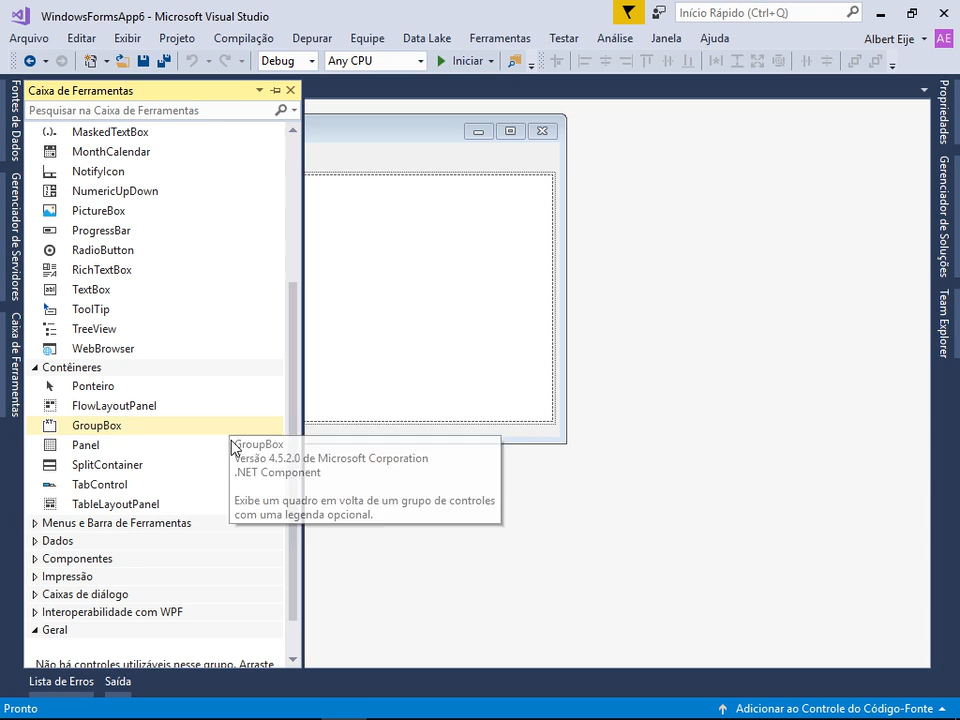 WindowsFormsApp6 - Microsoft Visual Studio
Início Rápido (Ctrl+Q)
Arquivo Editar Exibir Projeto Compilação Depurar Equipe Data Lake Ferramentas Testar Análise Janela Ajuda Albert Eije AE
Debug Any CPU Iniciar
Fontes de Dados
Gerenciador de Servidores
Caixa de Ferramentas
Caixa de Ferramentas
Pesquisar na Caixa de Ferramentas
MaskedTextBox
MonthCalendar
NotifyIcon
NumericUpDown
PictureBox
ProgressBar
RadioButton
RichTextBox
TextBox
ToolTip
TreeView
WebBrowser
Contêineres
Ponteiro
FlowLayoutPanel
GroupBox
Panel
SplitContainer
TabControl
TableLayoutPanel
Menus e Barra de Ferramentas
Dados
Componentes
Impressão
Caixas de diálogo
Interoperabilidade com WPF
Geral
Não há controles utilizáveis nesse grupo. Arraste
GroupBox
Versão 4.5.2.0 de Microsoft Corporation
.NET Component
Exibe um quadro em volta de um grupo de controles
com uma legenda opcional.
Propriedades
Gerenciador de Soluções
Team Explorer
Lista de Erros Saída
Pronto
Adicionar ao Controle do Código-Fonte